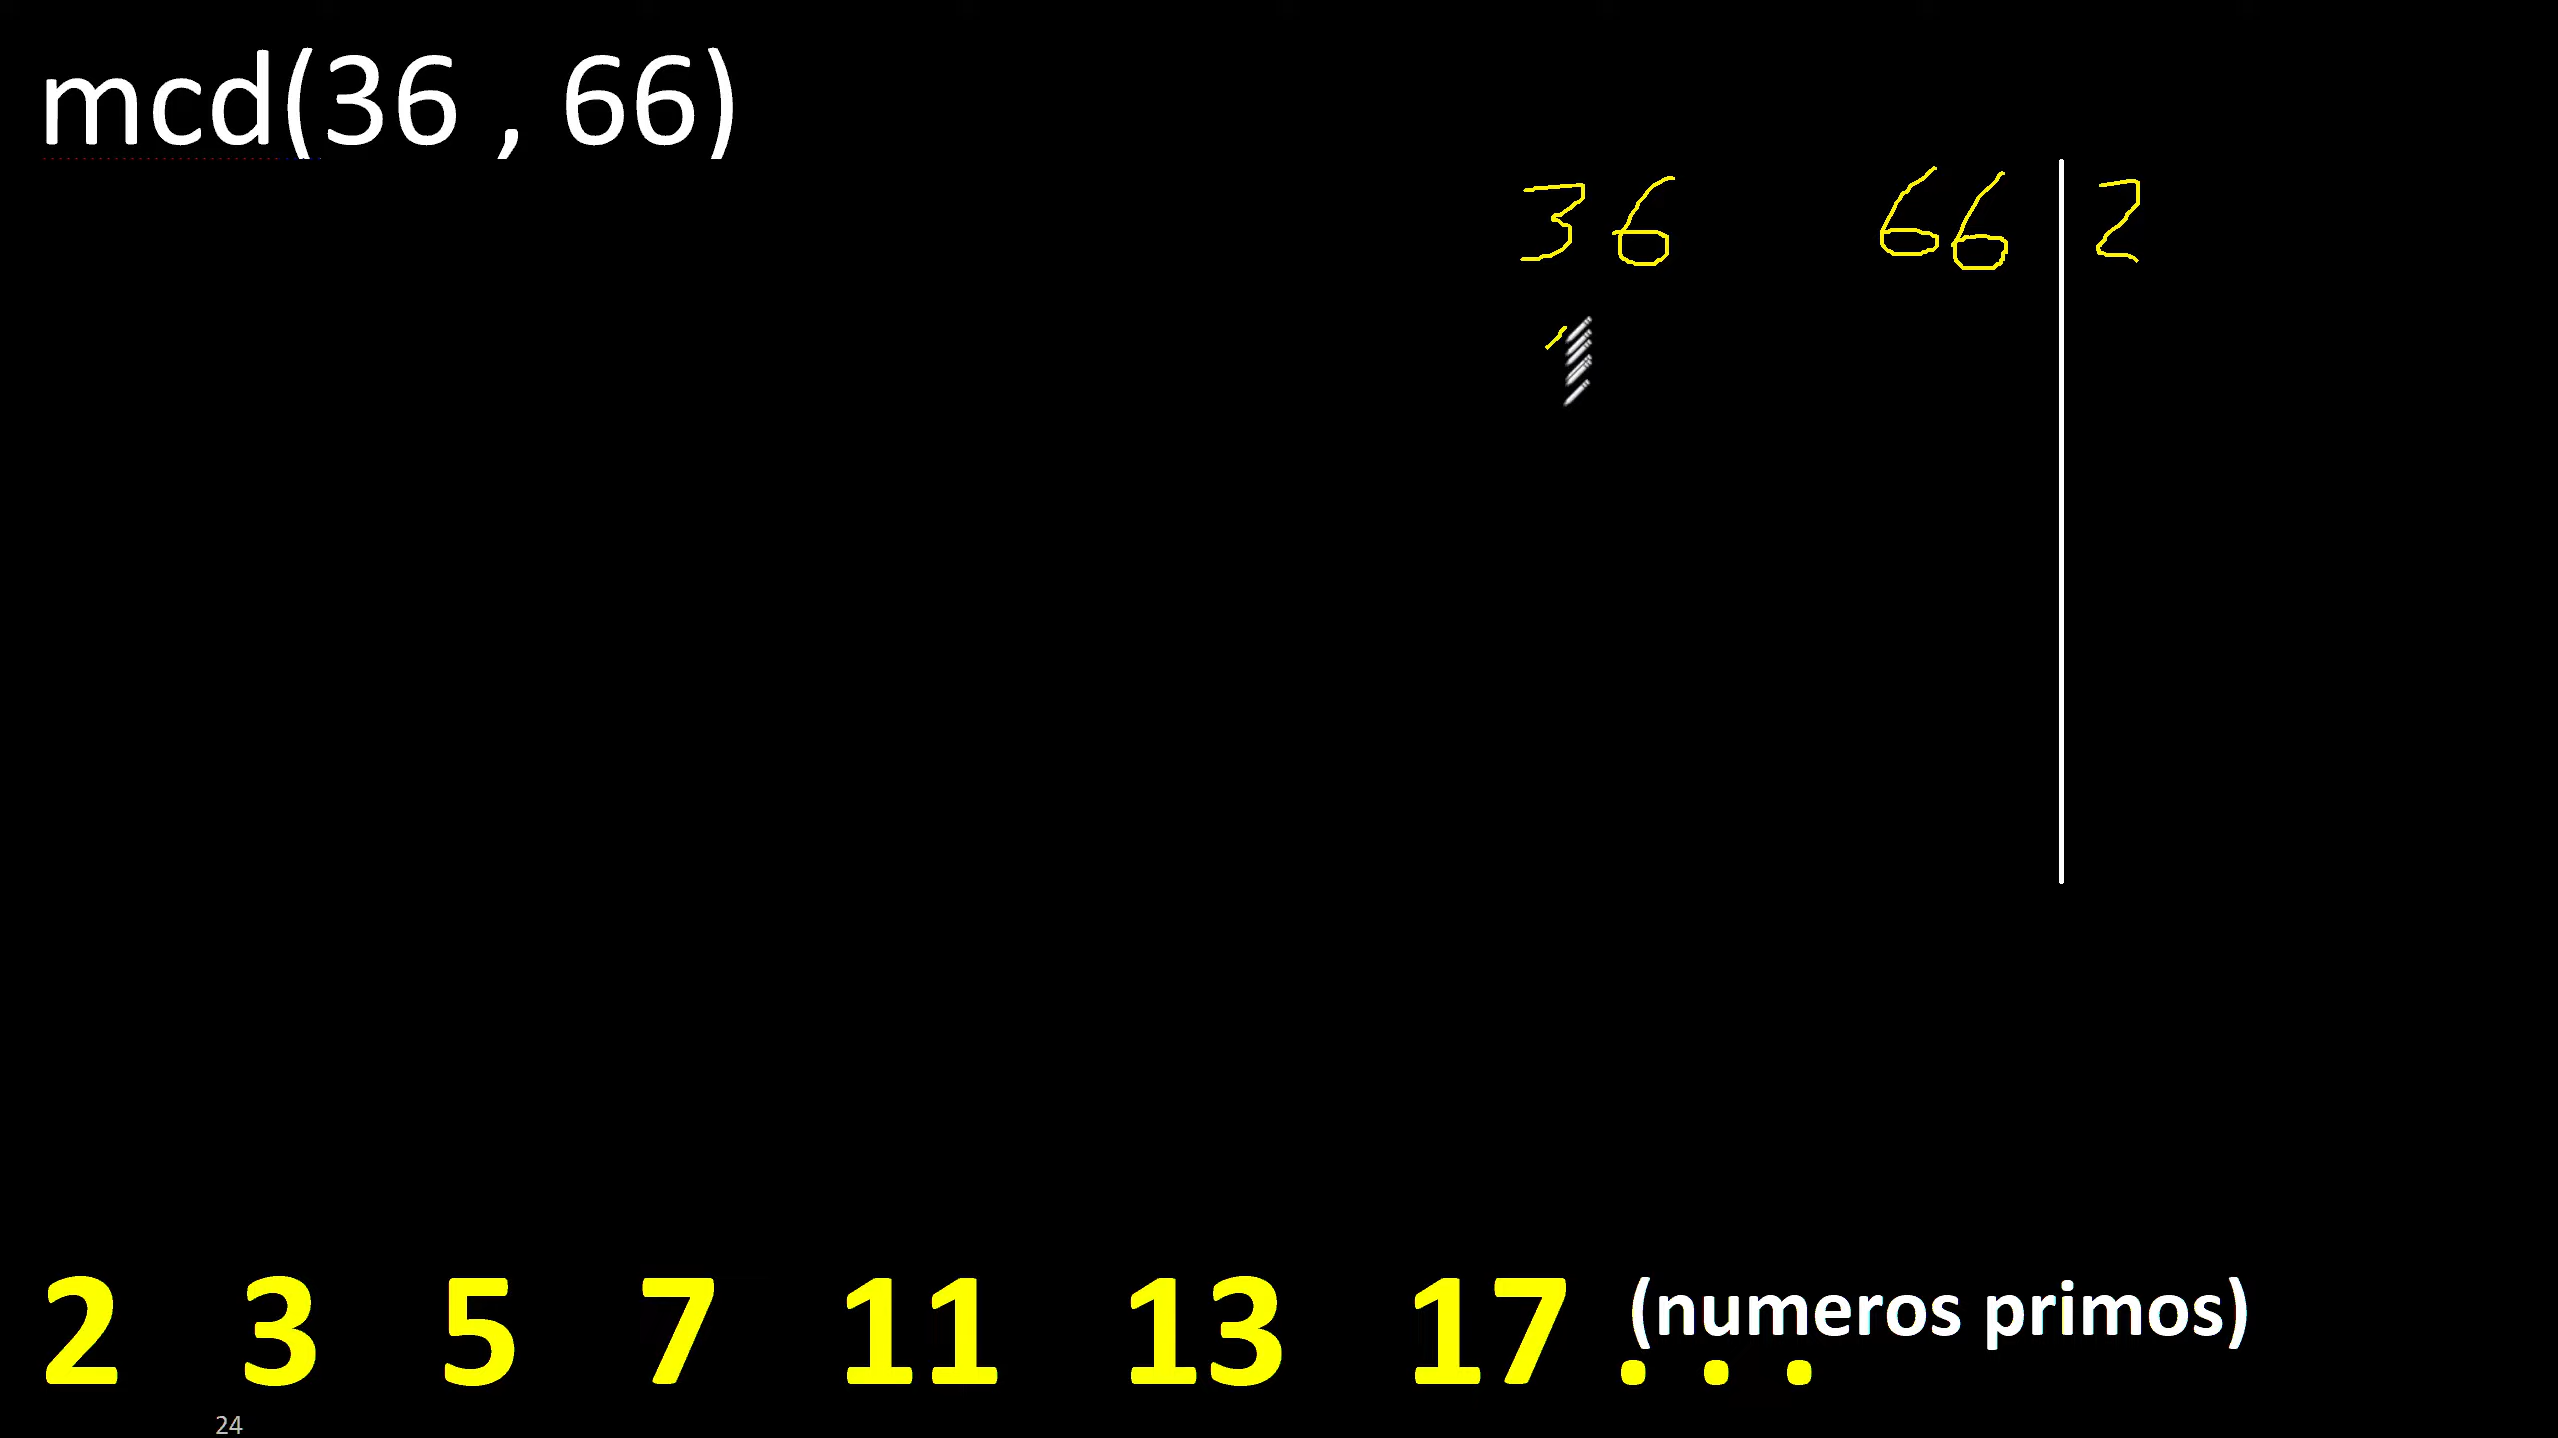 mcd(36 , 66)
36 66 2
2 3 5 7 11 13 17 . . . (numeros primos)
24